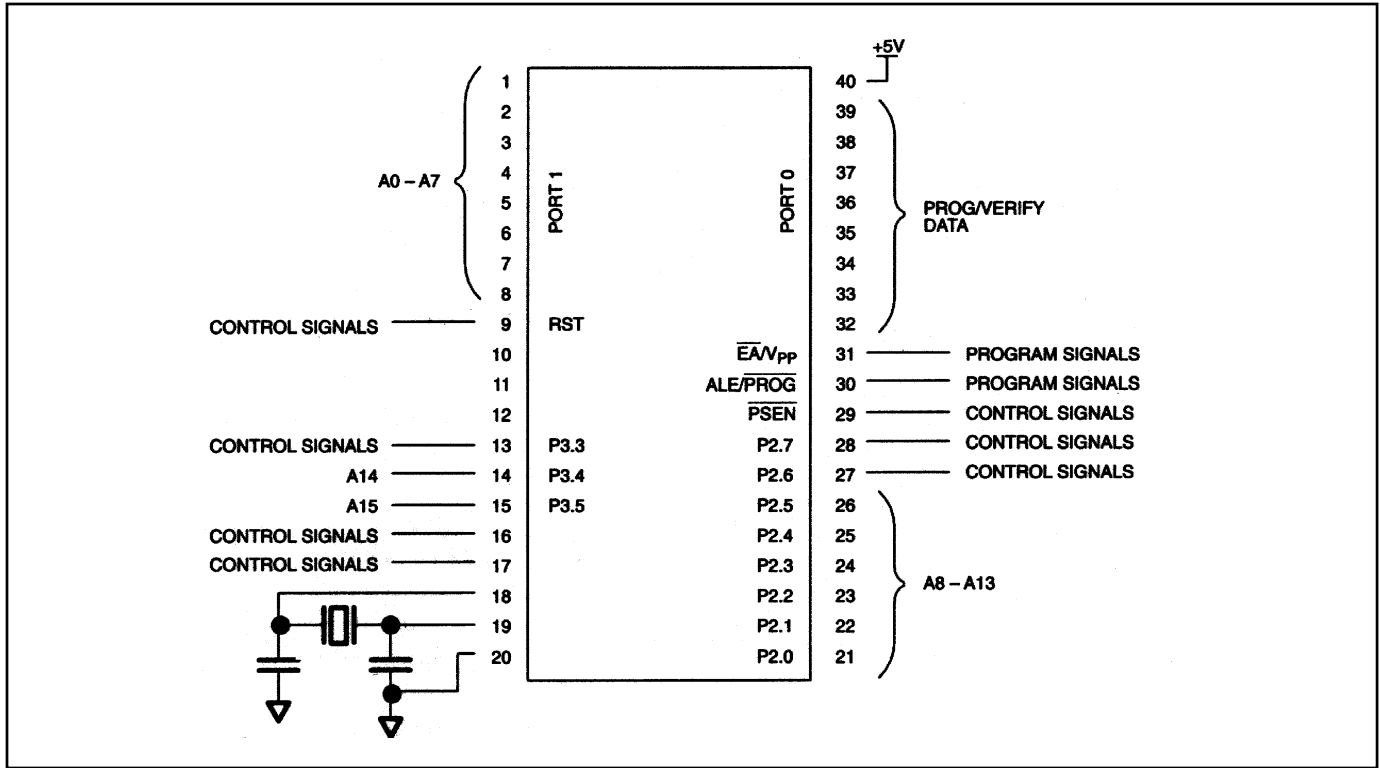 +5V
1 40
2 39
3 38
A0 – A7 4 PORT 1 PORT 0 37
5 36 PROG/VERIFY
6 35 DATA
7 34
8 33
32
CONTROL SIGNALS 9 RST
10 EA/VPP 31 PROGRAM SIGNALS
11 ALE/PROG 30 PROGRAM SIGNALS
12 PSEN 29 CONTROL SIGNALS
CONTROL SIGNALS 13 P3.3 P2.7 28 CONTROL SIGNALS
A14 14 P3.4 P2.6 27 CONTROL SIGNALS
A15 15 P3.5 P2.5 26
CONTROL SIGNALS 16 P2.4 25
CONTROL SIGNALS 17 P2.3 24
A8 – A13
18 P2.2 23
19 P2.1 22
20 P2.0 21